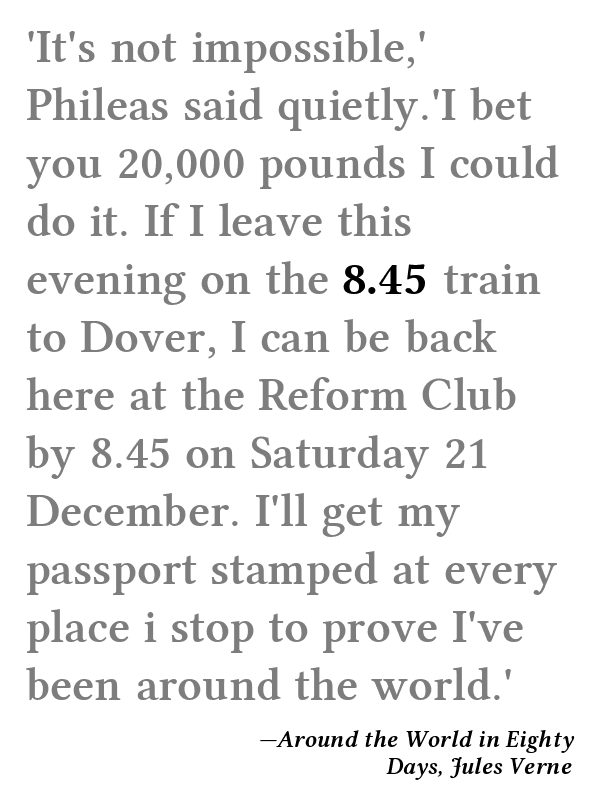 'It's not impossible,'
Phileas said quietly.'I bet
you 20,000 pounds I could
do it. If I leave this
evening on the 8.45 train
to Dover, I can be back
here at the Reform Club
by 8.45 on Saturday 21
December. I'll get my
passport stamped at every
place i stop to prove I've
been around the world.'
—Around the World in Eighty
Days, Jules Verne